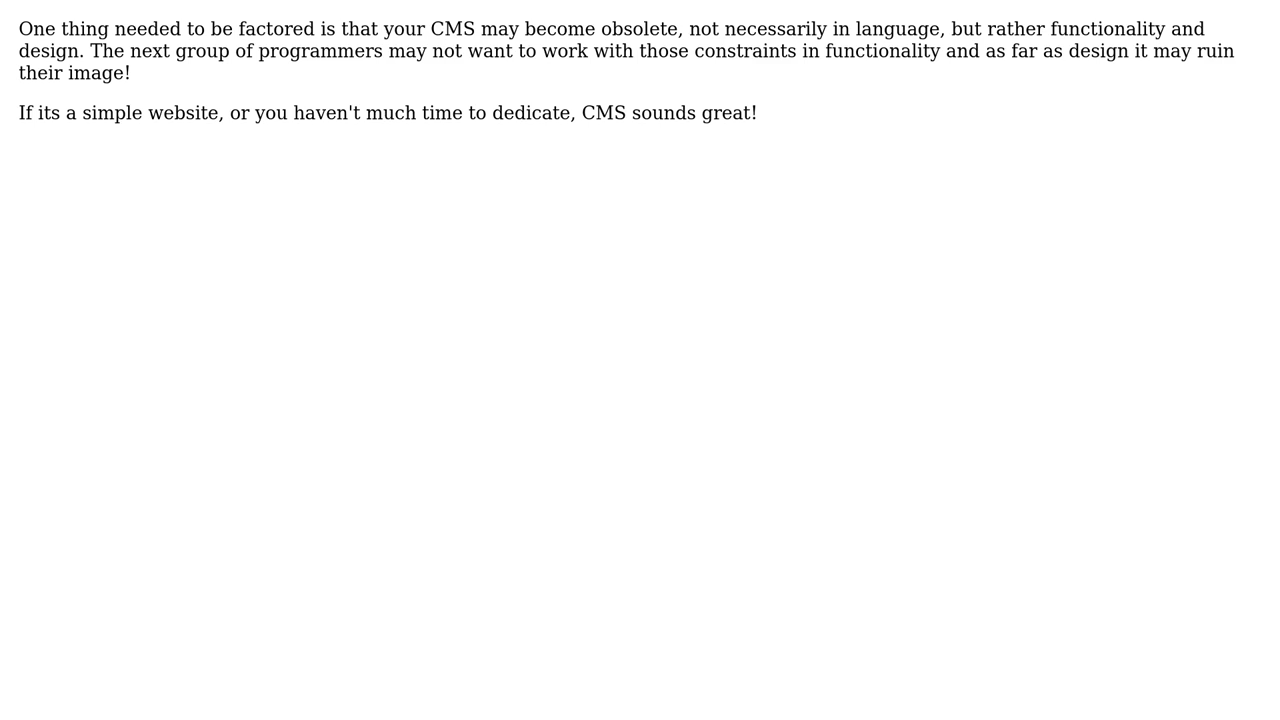 One thing needed to be factored is that your CMS may become obsolete, not necessarily in language, but rather functionality and
design. The next group of programmers may not want to work with those constraints in functionality and as far as design it may ruin
their image!
If its a simple website, or you haven't much time to dedicate, CMS sounds great!